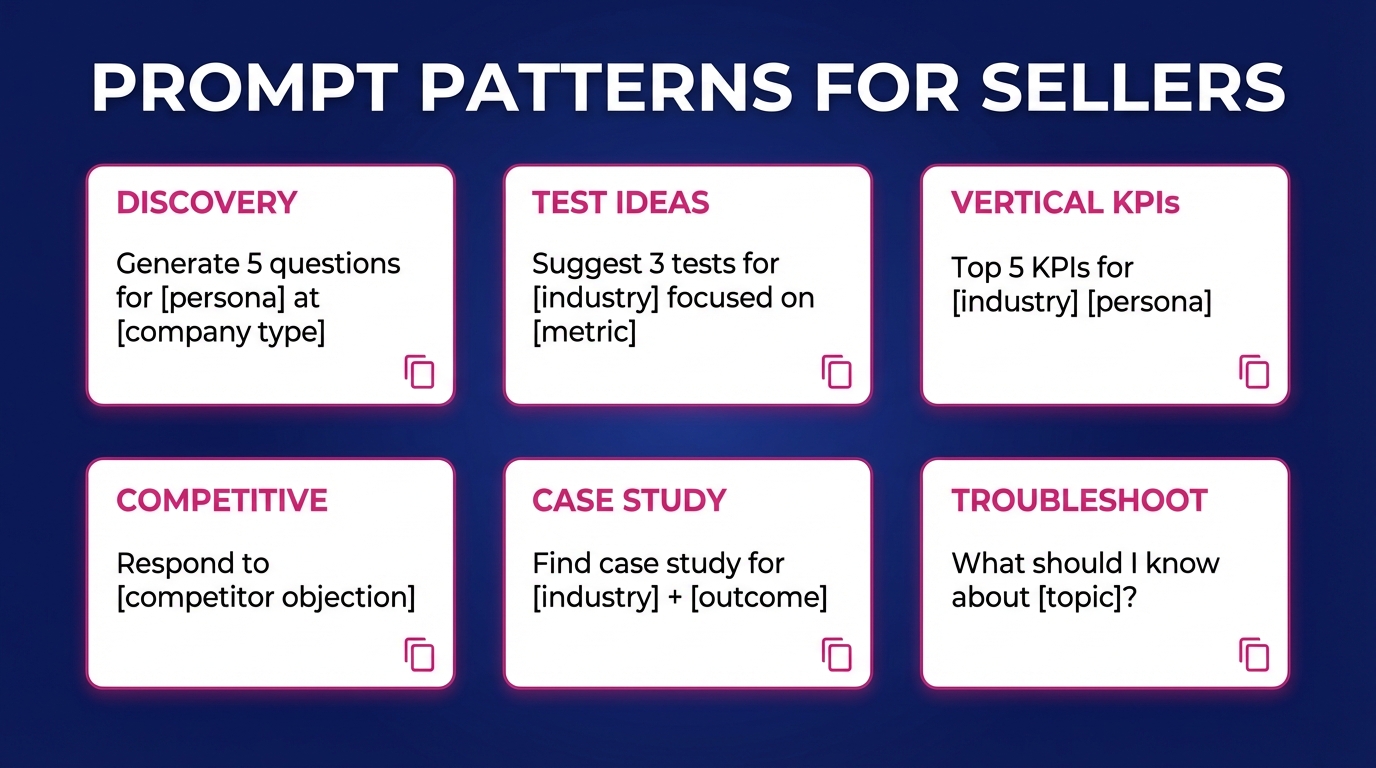 PROMPT PATTERNS FOR SELLERS
DISCOVERY
Generate 5 questions
for [persona] at
[company type]
TEST IDEAS
Suggest 3 tests for
[industry] focused on
[metric]
VERTICAL KPIs
Top 5 KPIs for
[industry] [persona]
COMPETITIVE
Respond to
[competitor objection]
CASE STUDY
Find case study for
[industry] + [outcome]
TROUBLESHOOT
What should I know
about [topic]?